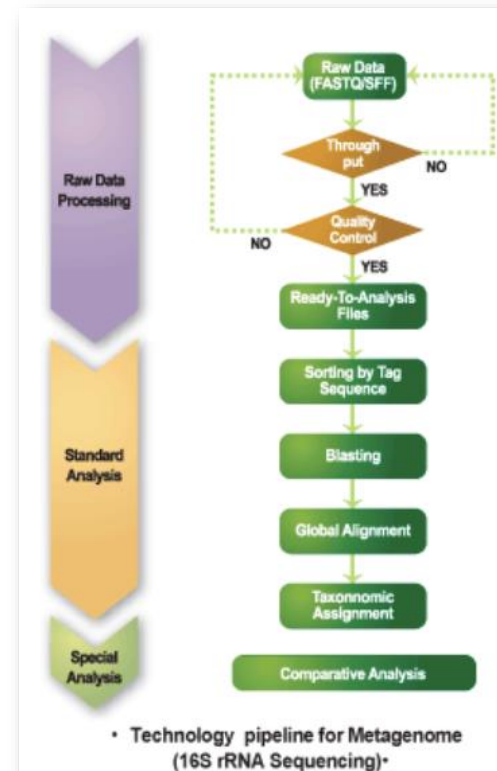 Raw Data
(FASTQ/SFF)
Through
put
NO
YES
Raw Data
Processing
Quality
Control
NO
YES
Ready-To-Analysis
Files
Sorting by Tag
Sequence
Standard
Analysis
Blasting
Global Alignment
Taxonnomic
Assignment
Special
Analysis
Comparative Analysis
• Technology pipeline for Metagenome
(16S rRNA Sequencing)•